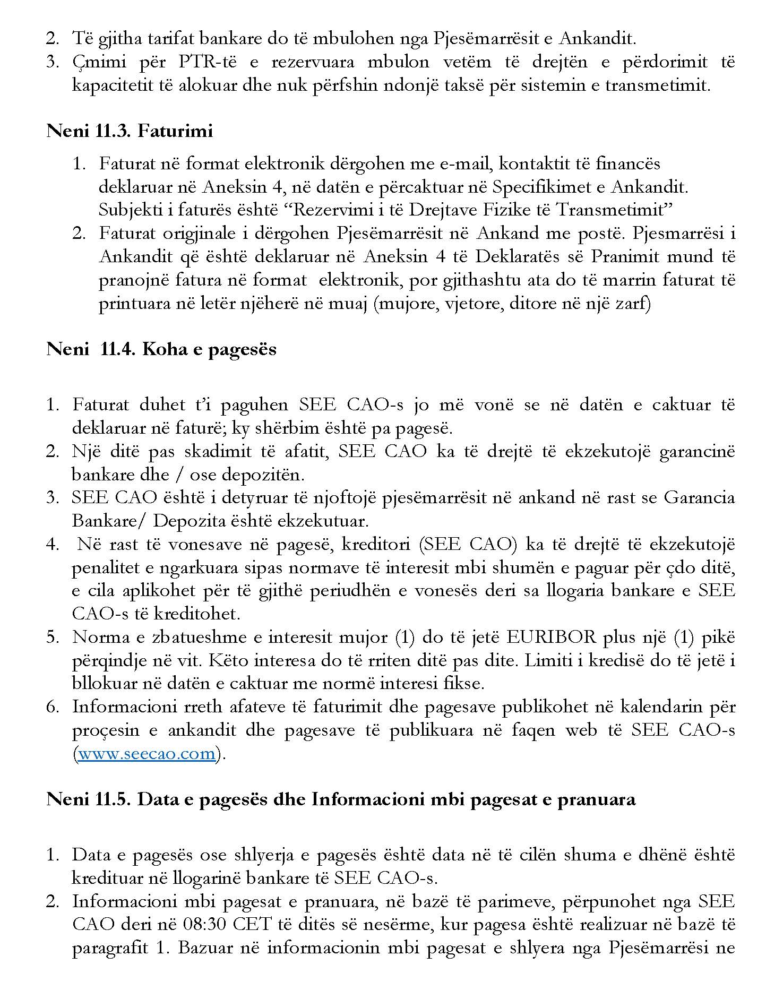 2. Të gjitha tarifat bankare do të mbulohen nga Pjesëmarrësit e Ankandit.
3. Çmimi për PTR-të e rezervuara mbulon vetëm të drejtën e përdorimit të
kapacitetit të alokuar dhe nuk përfshin ndonjë taksë për sistemin e transmetimit.
Neni 11.3. Faturimi
1. Faturat në format elektronik dërgohen me e-mail, kontaktit të financës
deklaruar në Aneksin 4, në datën e përcaktuar në Specifikimet e Ankandit.
Subjekti i faturës është “Rezervimi i të Drejtave Fizike të Transmetimit”
2. Faturat origjinale i dërgohen Pjesëmarrësit në Ankand me postë. Pjesmarrësi i
Ankandit që është deklaruar në Aneksin 4 të Deklaratës së Pranimit mund të
pranojnë fatura në format elektronik, por gjithashtu ata do të marrin faturat të
printuara në letër njëherë në muaj (mujore, vjetore, ditore në një zarf)
Neni 11.4. Koha e pagesës
1. Faturat duhet t’i paguhen SEE CAO-s jo më vonë se në datën e caktuar të
deklaruar në faturë; ky shërbim është pa pagesë.
2. Një ditë pas skadimit të afatit, SEE CAO ka të drejtë të ekzekutojë garancinë
bankare dhe / ose depozitën.
3. SEE CAO është i detyruar të njoftojë pjesëmarrësit në ankand në rast se Garancia
Bankare/ Depozita është ekzekutuar.
4. Në rast të vonesave në pagesë, kreditori (SEE CAO) ka të drejtë të ekzekutojë
penalitet e ngarkuara sipas normave të interesit mbi shumën e paguar për çdo ditë,
e cila aplikohet për të gjithë periudhën e vonesës deri sa llogaria bankare e SEE
CAO-s të kreditohet.
5. Norma e zbatueshme e interesit mujor (1) do të jetë EURIBOR plus një (1) pikë
përqindje në vit. Këto interesa do të rriten ditë pas dite. Limiti i kredisë do të jetë i
bllokuar në datën e caktuar me normë interesi fikse.
6. Informacioni rreth afateve të faturimit dhe pagesave publikohet në kalendarin për
proçesin e ankandit dhe pagesave të publikuara në faqen web të SEE CAO-s
(www.seecao.com).
Neni 11.5. Data e pagesës dhe Informacioni mbi pagesat e pranuara
1. Data e pagesës ose shlyerja e pagesës është data në të cilën shuma e dhënë është
kredituar në llogarinë bankare të SEE CAO-s.
2. Informacioni mbi pagesat e pranuara, në bazë të parimeve, përpunohet nga SEE
CAO deri në 08:30 CET të ditës së nesërme, kur pagesa është realizuar në bazë të
paragrafit 1. Bazuar në informacionin mbi pagesat e shlyera nga Pjesëmarrësi ne